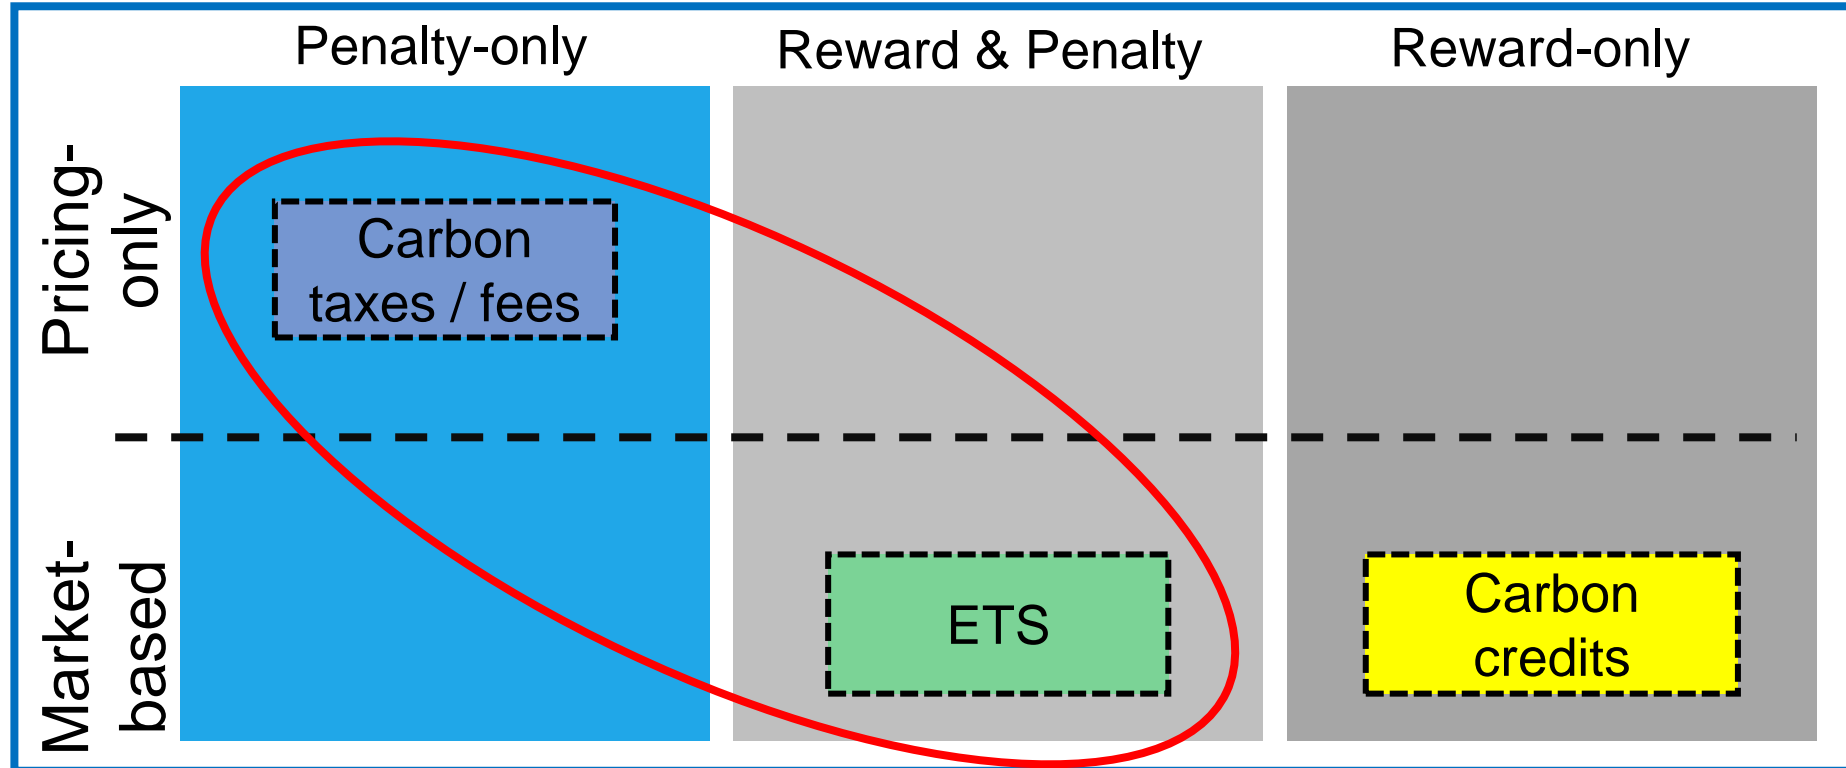 Penalty-only
Reward & Penalty
Reward-only
Pricing-
only
Carbon
taxes / fees
Market-
based
ETS
Carbon
credits